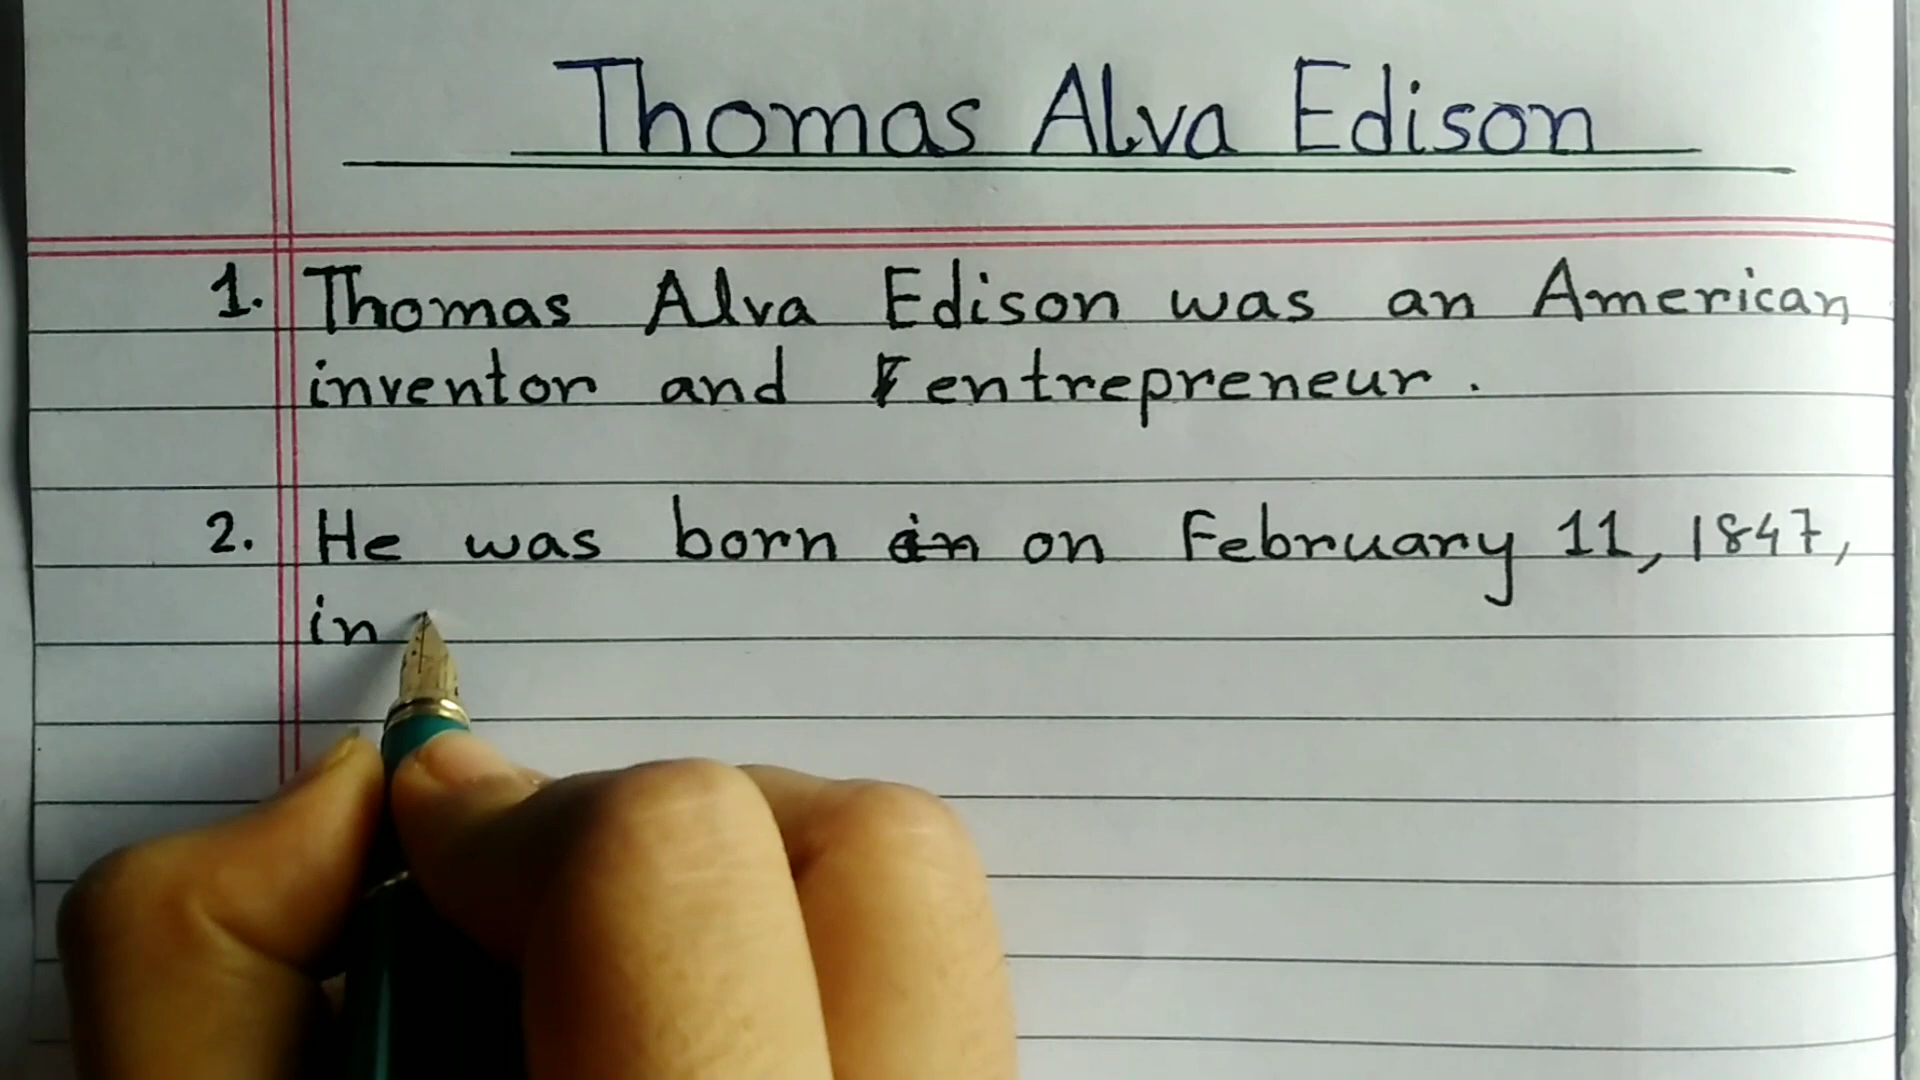 Thomas Alva Edison
1. Thomas Alva Edison was an American
inventor and entrepreneur.
2. He was born in on February 11, 1847,
in